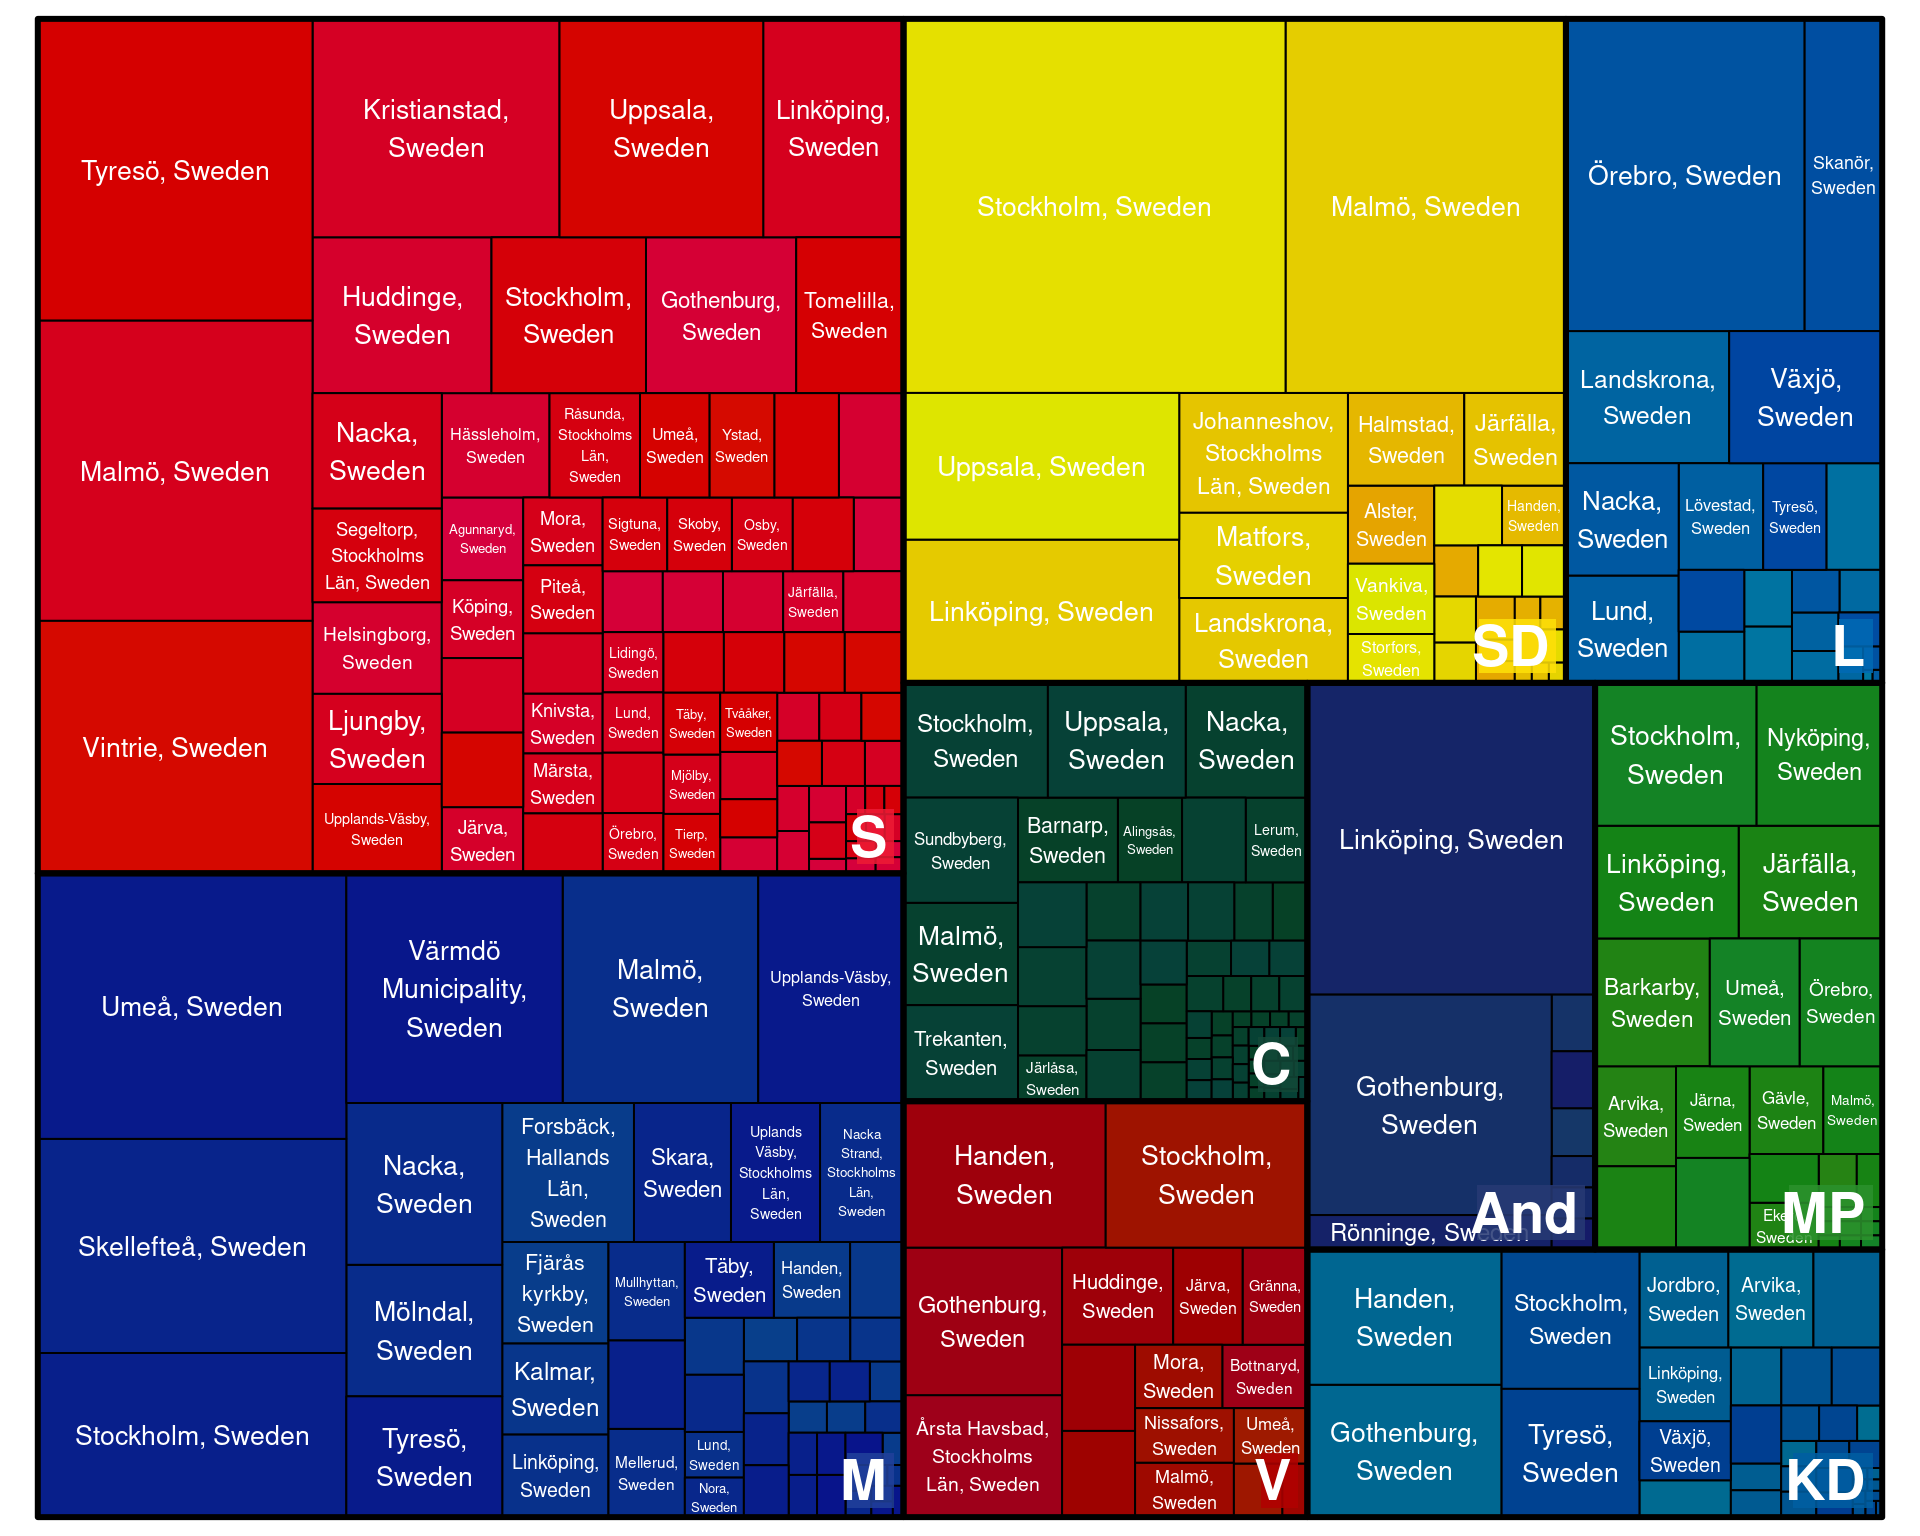 Tyresö, Sweden
Malmö, Sweden
Vintrie, Sweden
Kristianstad,
Sweden
Uppsala,
Sweden
Linköping,
Sweden
Huddinge,
Sweden
Stockholm,
Sweden
Gothenburg,
Sweden
Tomelilla,
Sweden
Nacka,
Sweden
Segeltorp,
Stockholms
Län, Sweden
Helsingborg,
Sweden
Ljungby,
Sweden
Upplands-Väsby,
Sweden
Hässleholm,
Sweden
Råsunda,
Stockholms
Län,
Sweden
Umeå,
Sweden
Ystad,
Sweden
Agunnaryd,
Sweden
Köping,
Sweden
Järva,
Sweden
Mora,
Sweden
Piteå,
Sweden
Knivsta,
Sweden
Märsta,
Sweden
Sigtuna,
Sweden
Skoby,
Sweden
Osby,
Sweden
Järfälla,
Sweden
Lidingö,
Sweden
Lund,
Sweden
Örebro,
Sweden
Täby,
Sweden
Mjölby,
Sweden
Tierp,
Sweden
Tvååker,
Sweden
S
Umeå, Sweden
Skellefteå, Sweden
Stockholm, Sweden
Värmdö
Municipality,
Sweden
Malmö,
Sweden
Upplands-Väsby,
Sweden
Nacka,
Sweden
Mölndal,
Sweden
Tyresö,
Sweden
Forsbäck,
Hallands
Län,
Sweden
Skara,
Sweden
Uplands
Väsby,
Stockholms
Län,
Sweden
Nacka
Strand,
Stockholms
Län,
Sweden
Fjärås
kyrkby,
Sweden
Kalmar,
Sweden
Linköping,
Sweden
Mullhyttan,
Sweden
Mellerud,
Sweden
Täby,
Sweden
Handen,
Sweden
Lund,
Sweden
Nora,
Sweden
M
Stockholm, Sweden
Malmö, Sweden
Uppsala, Sweden
Linköping, Sweden
Johanneshov,
Stockholms
Län, Sweden
Matfors,
Sweden
Landskrona,
Sweden
Halmstad,
Sweden
Järfälla,
Sweden
Alster,
Sweden
Handen,
Sweden
Vankiva,
Sweden
Storfors,
Sweden
SD
Örebro, Sweden
Skanör,
Sweden
Landskrona,
Sweden
Växjö,
Sweden
Nacka,
Sweden
Lund,
Sweden
Lövestad,
Sweden
Tyresö,
Sweden
L
Stockholm,
Sweden
Uppsala,
Sweden
Nacka,
Sweden
Sundbyberg,
Sweden
Malmö,
Sweden
Trekanten,
Sweden
Barnarp,
Sweden
Alingsås,
Sweden
Lerum,
Sweden
Järlåsa,
Sweden
C
Handen,
Sweden
Stockholm,
Sweden
Gothenburg,
Sweden
Årsta Havsbad,
Stockholms
Län, Sweden
Huddinge,
Sweden
Järva,
Sweden
Gränna,
Sweden
Mora,
Sweden
Bottnaryd,
Sweden
Nissafors,
Sweden
Umeå,
Sweden
Malmö,
Sweden
V
Linköping, Sweden
Gothenburg,
Sweden
Rönninge, Sweden
And
Stockholm,
Sweden
Nyköping,
Sweden
Linköping,
Sweden
Järfälla,
Sweden
Barkarby,
Sweden
Umeå,
Sweden
Örebro,
Sweden
Arvika,
Sweden
Järna,
Sweden
Gävle,
Sweden
Malmö,
Sweden
Sweden
MP
Handen,
Sweden
Gothenburg,
Sweden
Stockholm,
Sweden
Tyresö,
Sweden
Jordbro,
Sweden
Arvika,
Sweden
Linköping,
Sweden
Växjö,
Sweden
KD